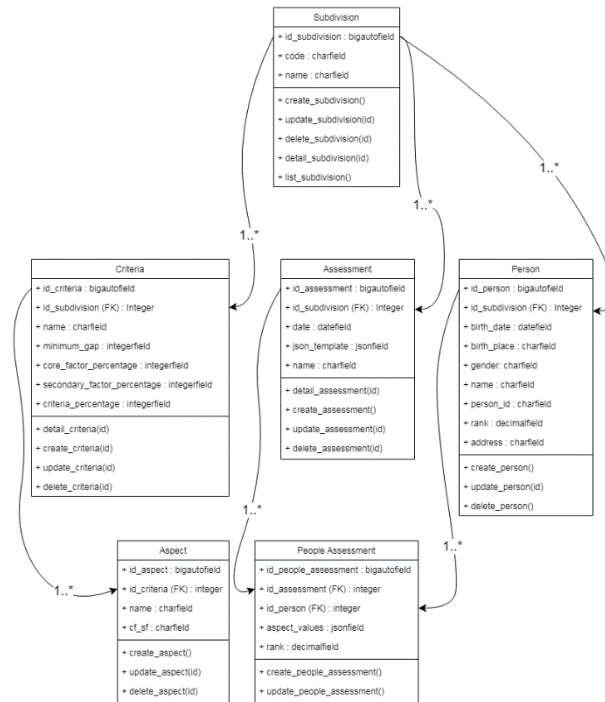 Subdivision
+ id_subdivision : bigautofield
+ code : charfield
+ name : charfield
+ create_subdivision()
+ update_subdivision(id)
+ delete_subdivision(id)
+ detail_subdivision(id)
+ list_subdivision()
1..*
1..*
1..*
Criteria
+ id_criteria : bigautofield
+ id_subdivision (FK) : Integer
+ name : charfield
+ minimum_gap : integerfield
+ core_factor_percentage : integerfield
+ secondary_factor_percentage : integerfield
+ criteria_percentage : integerfield
+ detail_criteria(id)
+ create_criteria(id)
+ update_criteria(id)
+ delete_criteria(id)
Assessment
+ id_assessment : bigautofield
+ id_subdivision (FK) : Integer
+ date : datefield
+ json_template : jsonfield
+ name : charfield
+ detail_assessment(id)
+ create_assessment()
+ update_assessment(id)
+ delete_assessment(id)
Person
+ id_person : bigautofield
+ id_subdivision (FK) : Integer
+ birth_date : datefield
+ birth_place : charfield
+ gender: charfield
+ name : charfield
+ person_id : charfield
+ rank : decimalfield
+ address : charfield
+ create_person()
+ update_person(id)
+ delete_person()
1..*
1..*
1..*
Aspect
+ id_aspect : bigautofield
+ id_criteria (FK) : integer
+ name : charfield
+ cf_sf : charfield
+ create_aspect()
+ update_aspect(id)
+ delete_aspect(id)
People Assessment
+ id_people_assessment : bigautofield
+ id_assessment (FK) : integer
+ id_person (FK) : integer
+ aspect_values : jsonfield
+ rank : decimalfield
+ create_people_assessment()
+ update_people_assessment()